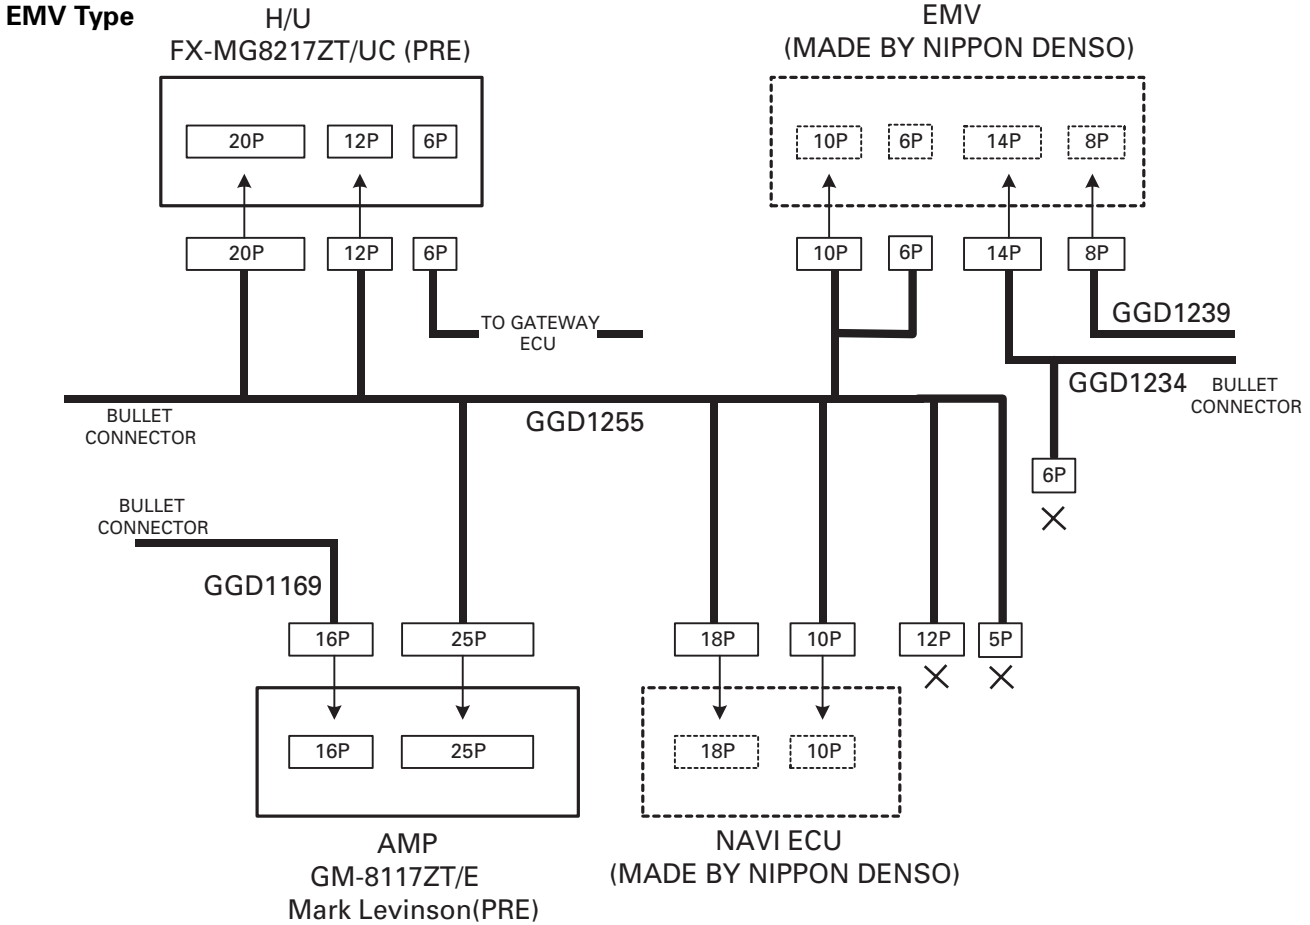 EMV Type
H/U
FX-MG8217ZT/UC (PRE)
EMV
(MADE BY NIPPON DENSO)
20P
12P
6P
10P
6P
14P
8P
20P
12P
6P
10P
6P
14P
8P
TO GATEWAY
ECU
GGD1239
GGD1234
BULLET
CONNECTOR
BULLET
CONNECTOR
GGD1255
6P
BULLET
CONNECTOR
GGD1169
16P
25P
18P
10P
12P
5P
16P
25P
18P
10P
AMP
GM-8117ZT/E
Mark Levinson(PRE)
NAVI ECU
(MADE BY NIPPON DENSO)